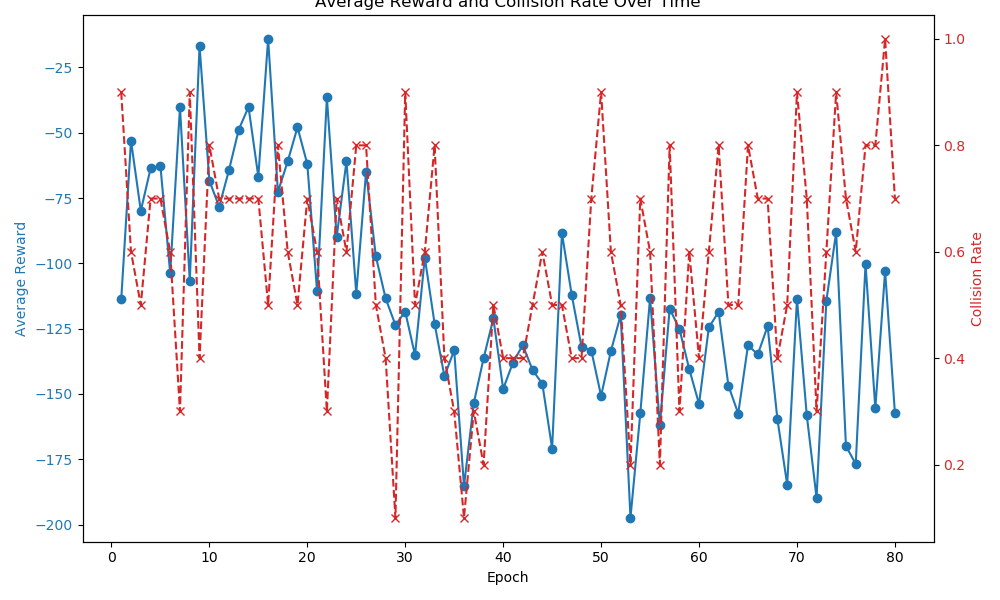 Average Reward and Collision Rate Over Time
−25
−50
−75
−100
−125
−150
−175
−200
Average Reward
1.0
0.8
0.6
0.4
0.2
Collision Rate
0 10 20 30 40 50 60 70 80
Epoch